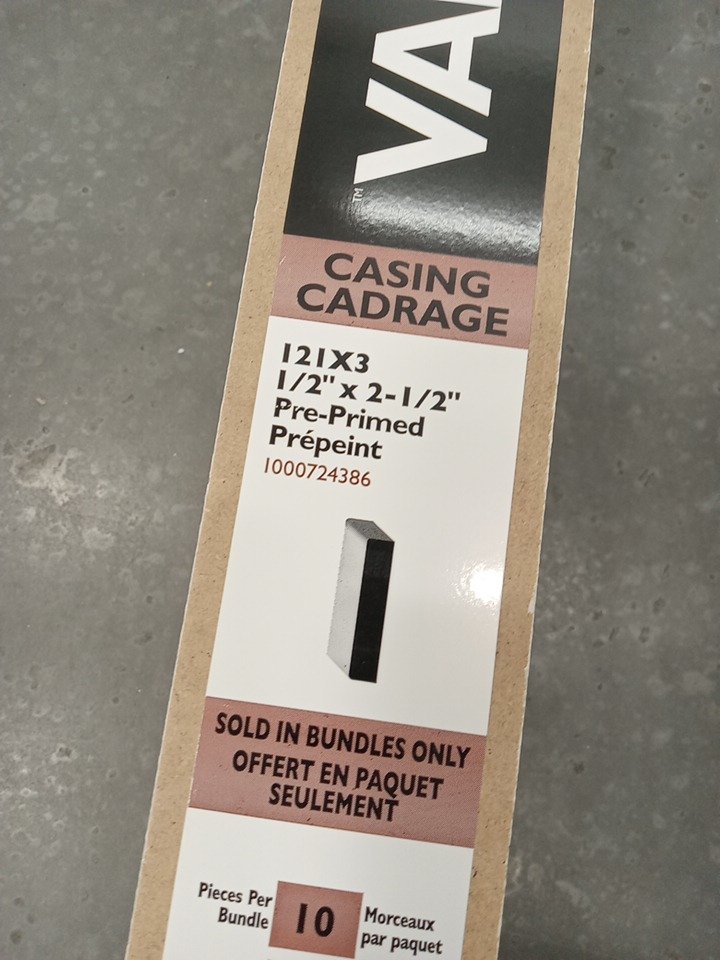 ™
CASING
CADRAGE
121X3
1/2" x 2-1/2"
Pre-Primed
Prépeint
1000724386
SOLD IN BUNDLES ONLY
OFFERT EN PAQUET
SEULEMENT
Pieces Per
Bundle
10
Morceaux
par paquet